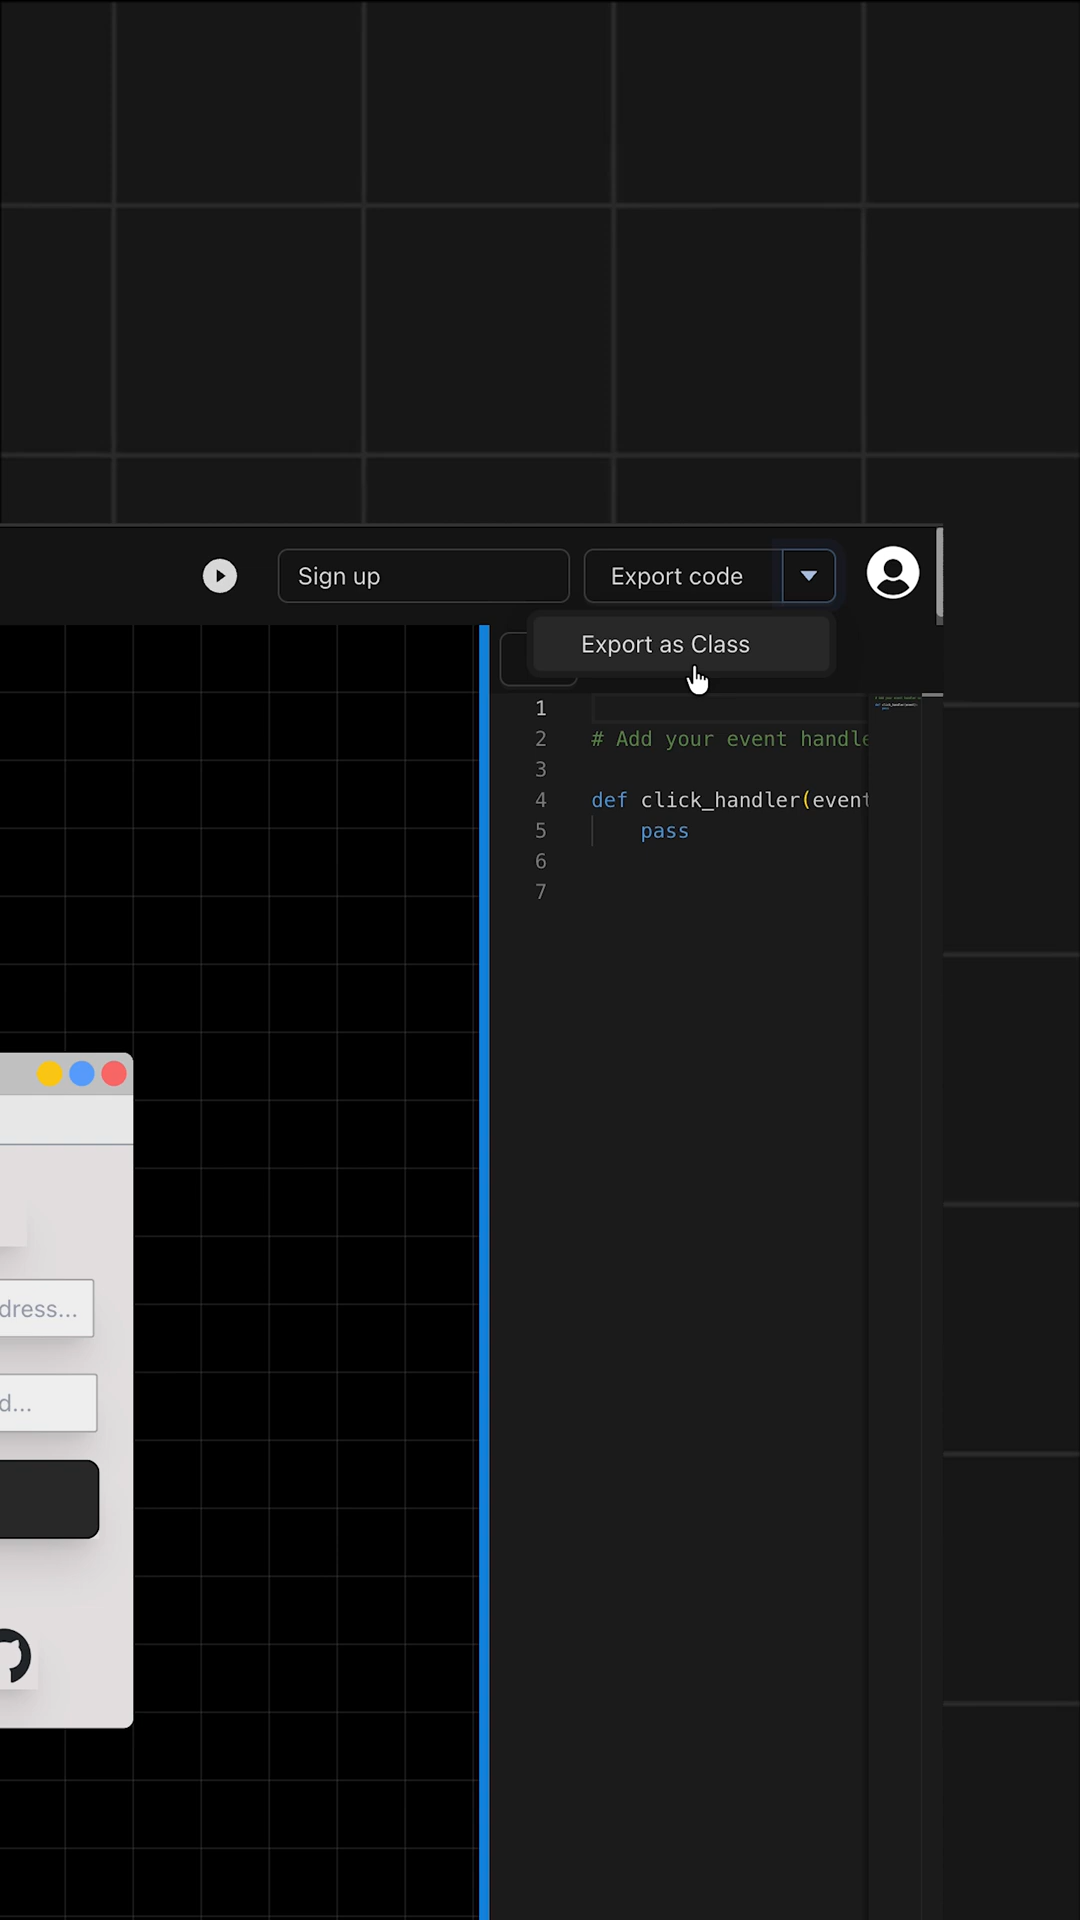 Sign up
Export code
Export as Class
1
2 # Add your event handle
3
4 def click_handler(event
5 pass
6
7
dress...
d...